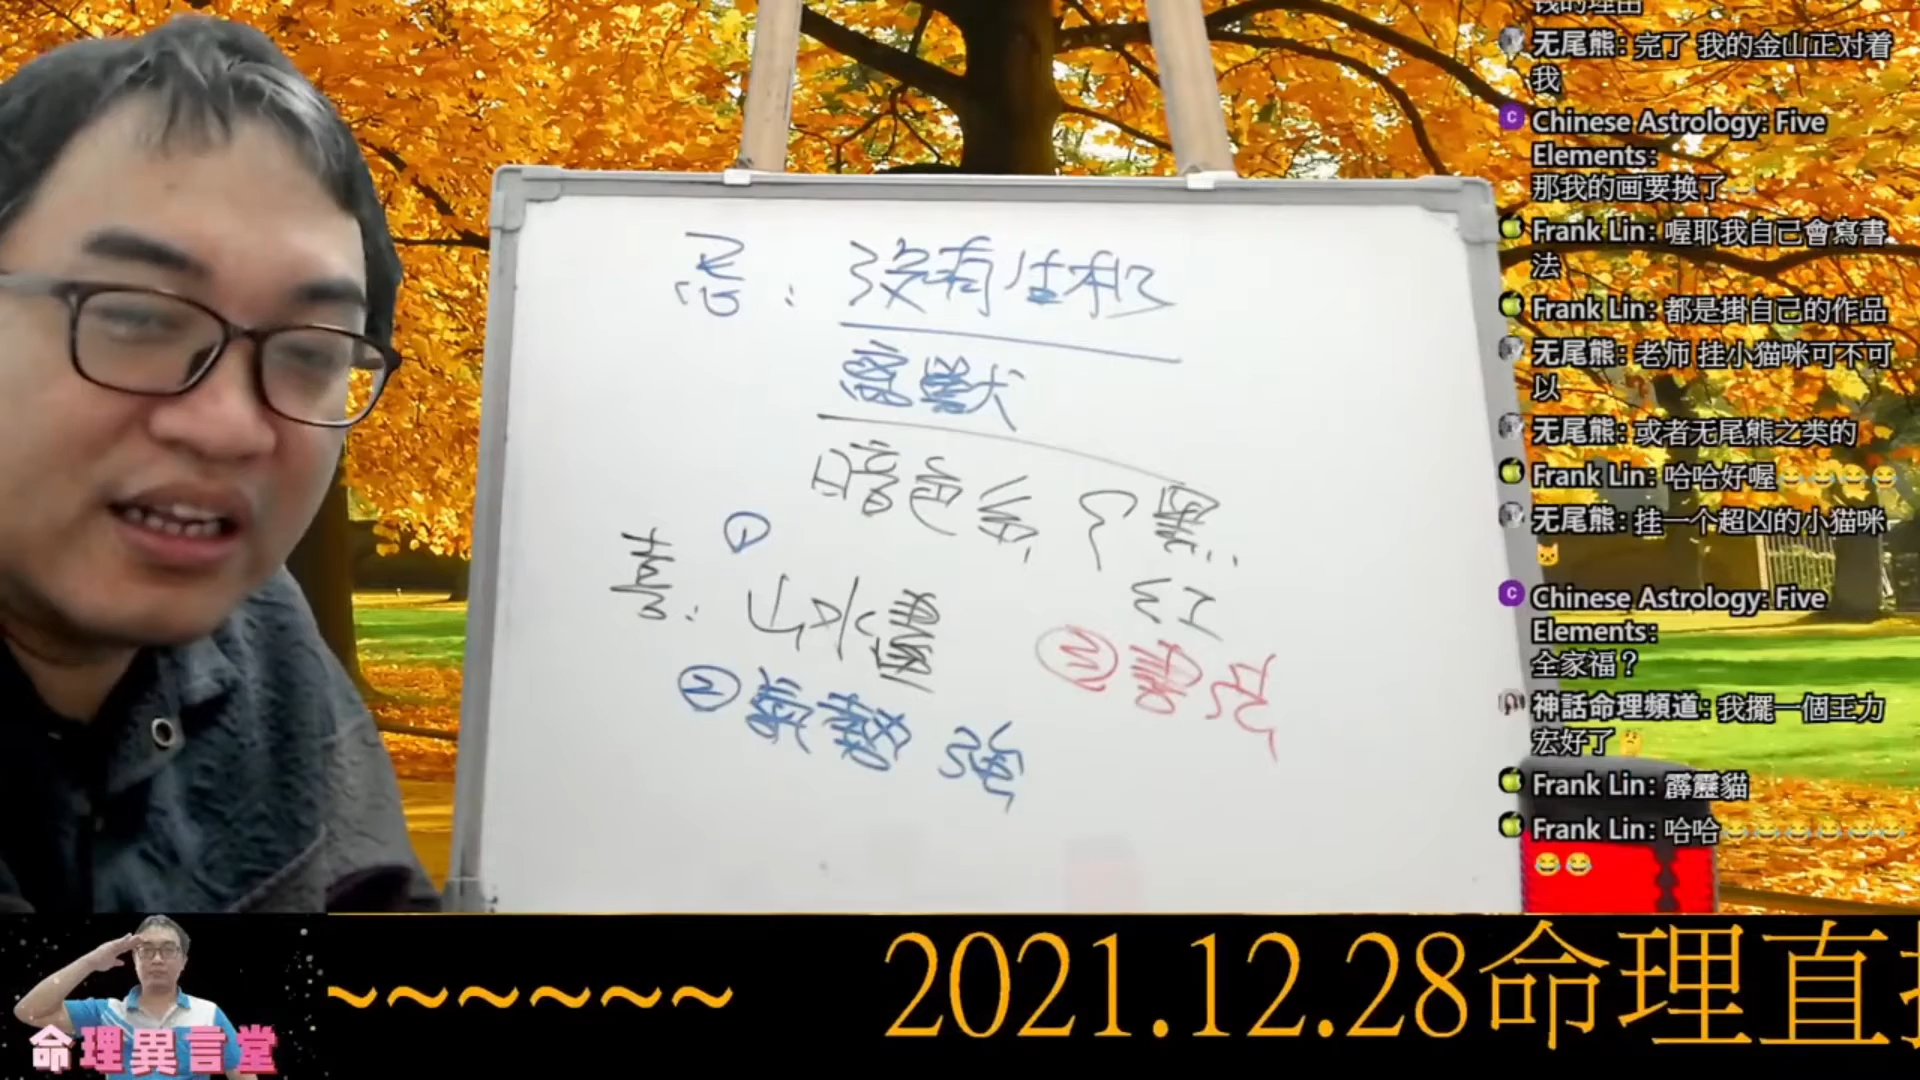 忌：沒有生机
猛獸
暗色系 黑
紅
喜：① 山水畫
② 氣勢強
③ 書法
钱的理由
无尾熊: 完了 我的金山正对着
我
Chinese Astrology: Five
Elements:
那我的画要换了😂
Frank Lin: 喔耶我自己會寫書
法
Frank Lin: 都是掛自己的作品
无尾熊: 老师 挂小猫咪可不可
以
无尾熊: 或者无尾熊之类的
Frank Lin: 哈哈好喔😂😂😂😂
无尾熊: 挂一个超凶的小猫咪
🐱
Chinese Astrology: Five
Elements:
全家福？
神話命理頻道: 我擺一個王力
宏好了🤔
Frank Lin: 霹靂貓
Frank Lin: 哈哈😂😂😂😂😂😂
😂😂
命理異言堂
~~~~~~ 2021.12.28命理直